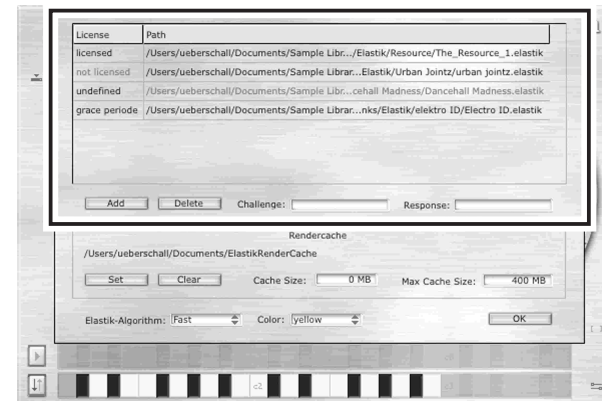 License Path
licensed /Users/ueberschall/Documents/Sample Libr.../Elastik/Resource/The_Resource_1.elastik
not licensed /Users/ueberschall/Documents/Sample Librar...Elastik/Urban Jointz/urban jointz.elastik
undefined /Users/ueberschall/Documents/Sample Libr...cehall Madness/Dancehall Madness.elastik
grace periode /Users/ueberschall/Documents/Sample Librar...nks/Elastik/elektro ID/Electro ID.elastik
Add Delete Challenge: Response:
Rendercache
/Users/ueberschall/Documents/ElastikRenderCache
Set Clear Cache Size: 0 MB Max Cache Size: 400 MB
Elastik-Algorithm: Fast Color: yellow OK
c2 c3